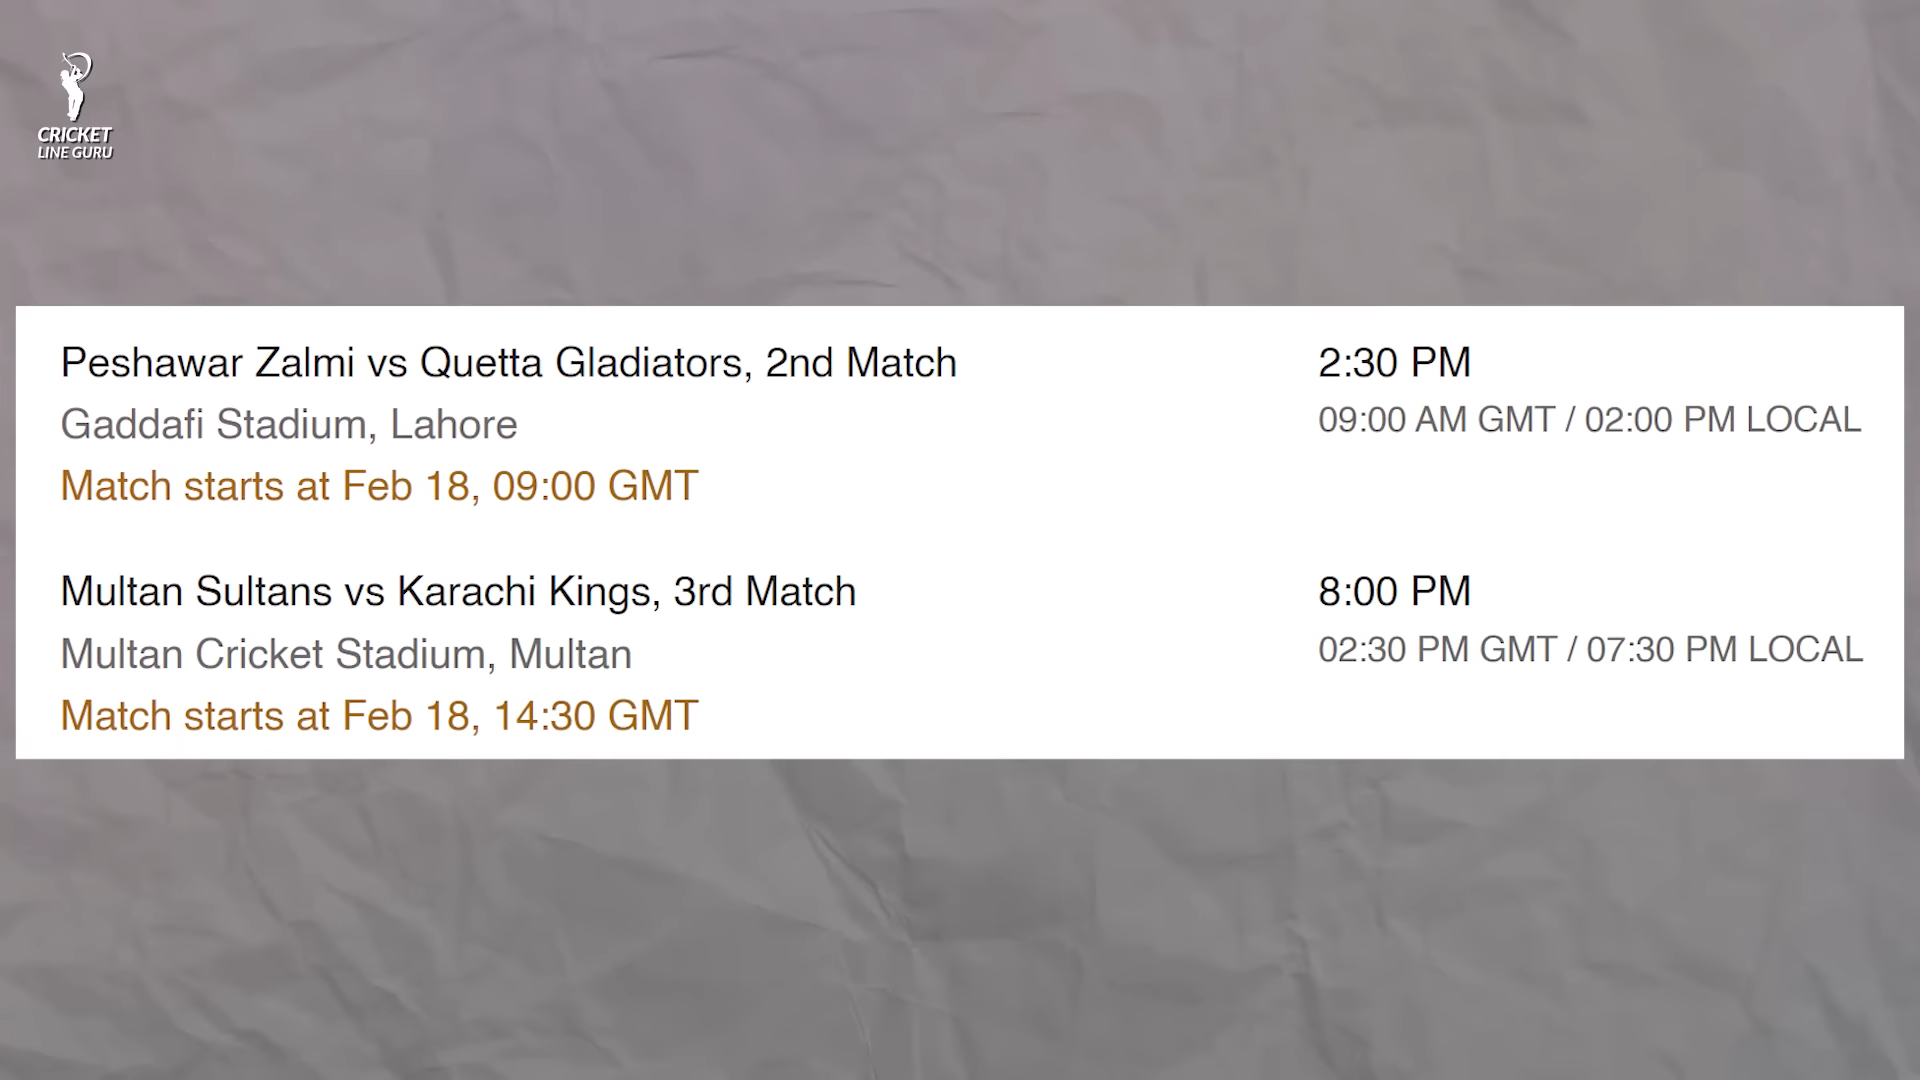 CRICKET
LINE GURU
Peshawar Zalmi vs Quetta Gladiators, 2nd Match
2:30 PM
Gaddafi Stadium, Lahore
09:00 AM GMT / 02:00 PM LOCAL
Match starts at Feb 18, 09:00 GMT
Multan Sultans vs Karachi Kings, 3rd Match
8:00 PM
Multan Cricket Stadium, Multan
02:30 PM GMT / 07:30 PM LOCAL
Match starts at Feb 18, 14:30 GMT